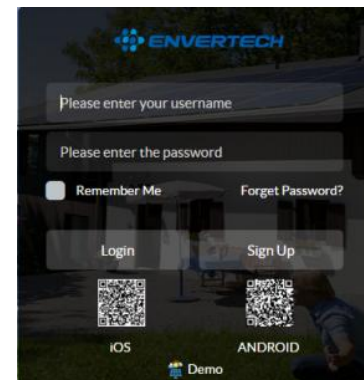 ENVERTECH
Please enter your username
Please enter the password
Remember Me Forget Password?
Login Sign Up
iOS ANDROID
Demo